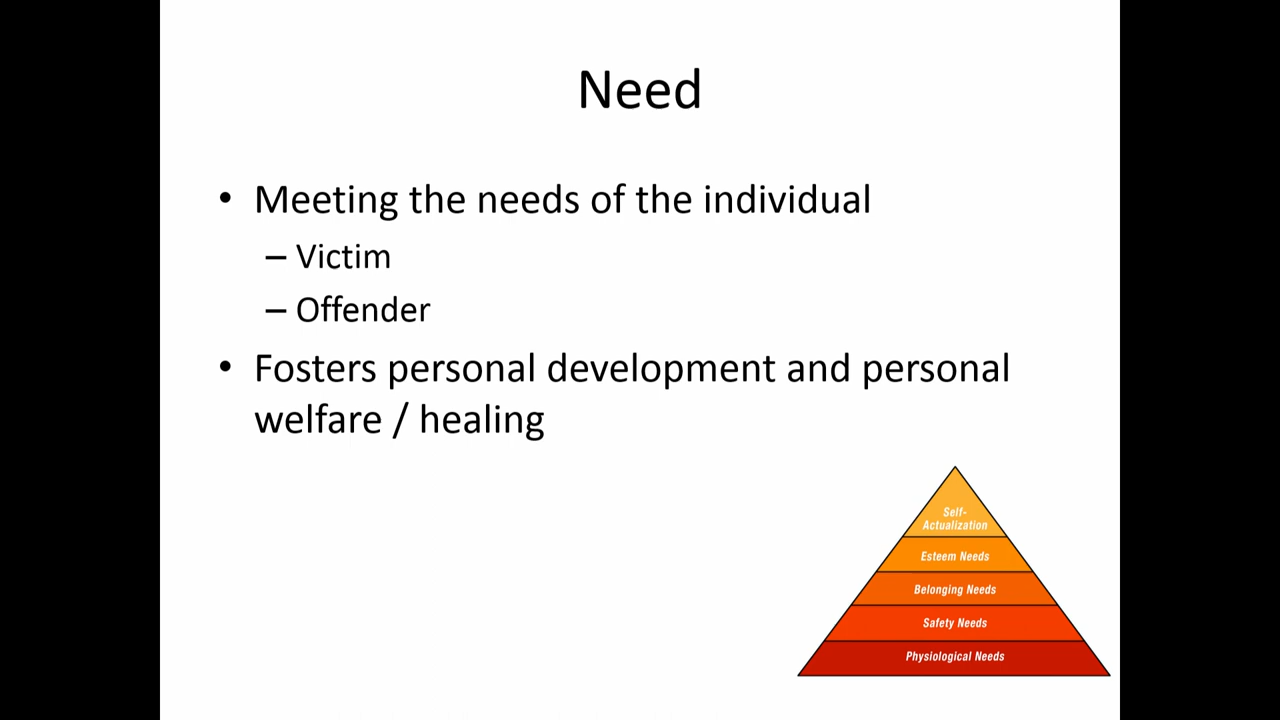 Need
• Meeting the needs of the individual
– Victim
– Offender
• Fosters personal development and personal
welfare / healing
Self-
Actualization
Esteem Needs
Belonging Needs
Safety Needs
Physiological Needs